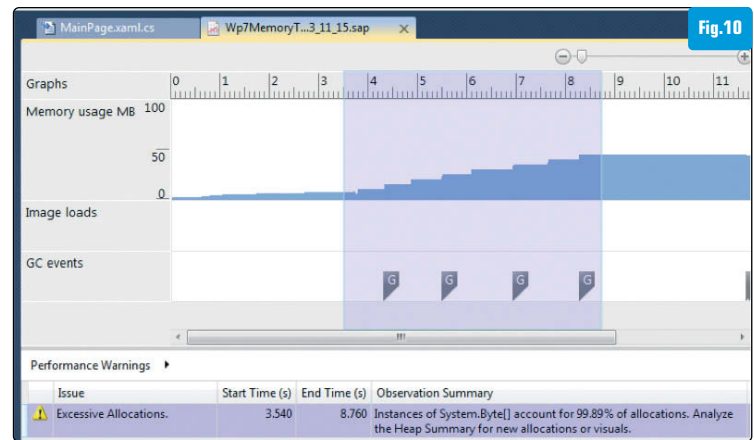 MainPage.xaml.cs
Wp7MemoryT...3_11_15.sap
Fig.10
Graphs
0 1 2 3 4 5 6 7 8 9 10 11
Memory usage MB 100
50
0
Image loads
GC events
G G G G
Performance Warnings
Issue Start Time (s) End Time (s) Observation Summary
Excessive Allocations. 3.540 8.760 Instances of System.Byte[] account for 99.89% of allocations. Analyze
the Heap Summary for new allocations or visuals.